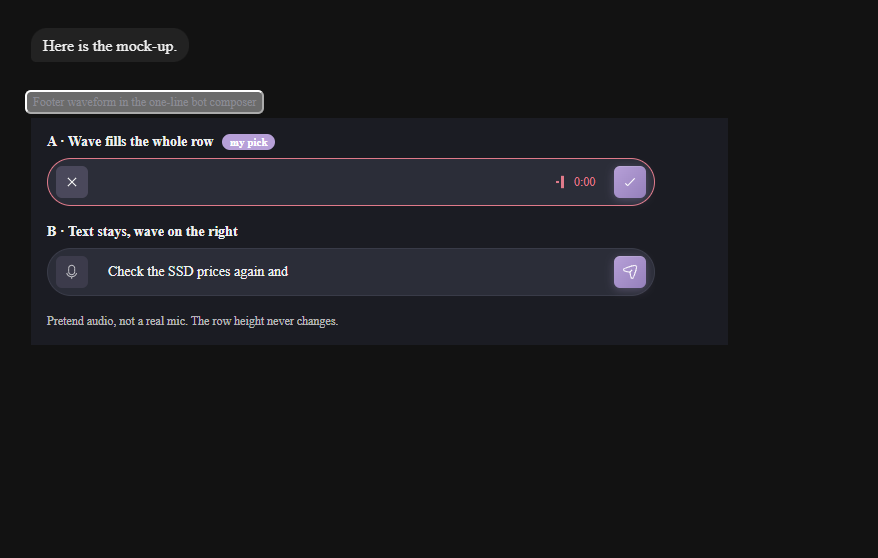 Here is the mock-up.
Footer waveform in the one-line bot composer
A · Wave fills the whole row my pick
0:00
B · Text stays, wave on the right
Check the SSD prices again and
Pretend audio, not a real mic. The row height never changes.